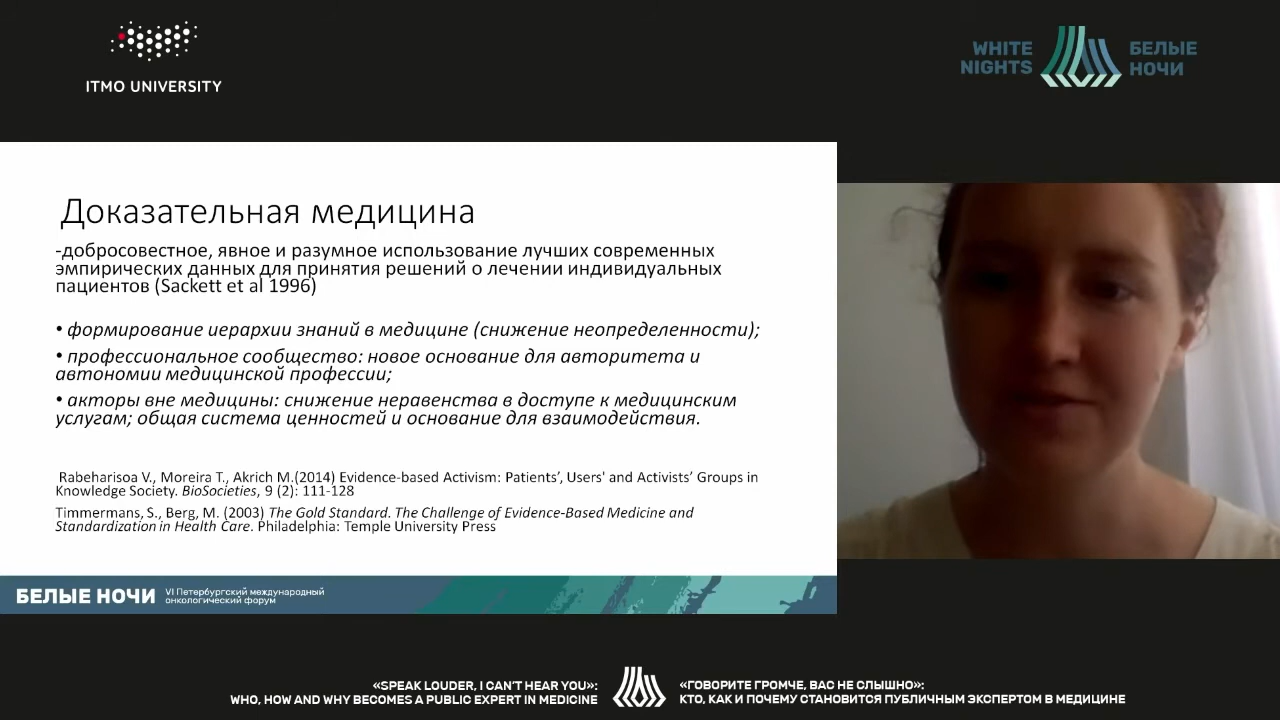 ITMO UNIVERSITY
WHITE
NIGHTS
БЕЛЫЕ
НОЧИ
Доказательная медицина
-добросовестное, явное и разумное использование лучших современных
эмпирических данных для принятия решений о лечении индивидуальных
пациентов (Sackett et al 1996)
• формирование иерархии знаний в медицине (снижение неопределенности);
• профессиональное сообщество: новое основание для авторитета и
автономии медицинской профессии;
• акторы вне медицины: снижение неравенства в доступе к медицинским
услугам; общая система ценностей и основание для взаимодействия.
Rabeharisoa V., Moreira T., Akrich M.(2014) Evidence-based Activism: Patients’, Users' and Activists’ Groups in
Knowledge Society. BioSocieties, 9 (2): 111-128
Timmermans, S., Berg, M. (2003) The Gold Standard. The Challenge of Evidence-Based Medicine and
Standardization in Health Care. Philadelphia: Temple University Press
БЕЛЫЕ НОЧИ
VI Петербургский международный
онкологический форум
«SPEAK LOUDER, I CAN’T HEAR YOU»:
WHO, HOW AND WHY BECOMES A PUBLIC EXPERT IN MEDICINE
«ГОВОРИТЕ ГРОМЧЕ, ВАС НЕ СЛЫШНО»:
КТО, КАК И ПОЧЕМУ СТАНОВИТСЯ ПУБЛИЧНЫМ ЭКСПЕРТОМ В МЕДИЦИНЕ